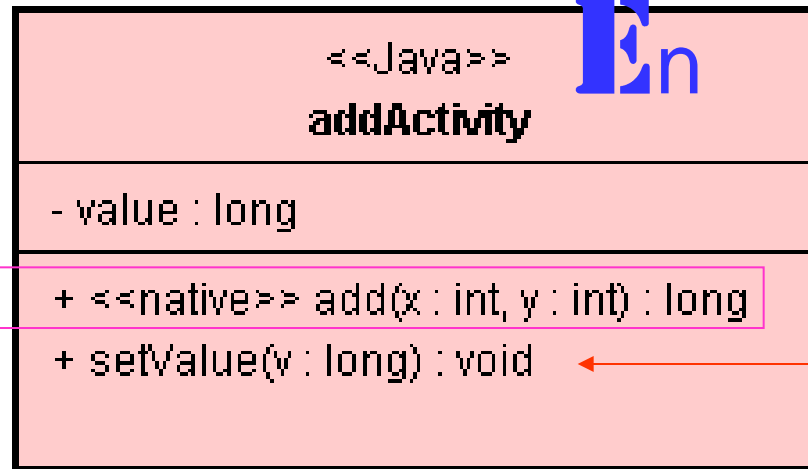 En
<<Java>>
addActivity
- value : long
+ <<native>> add(x : int, y : int) : long
+ setValue(v : long) : void